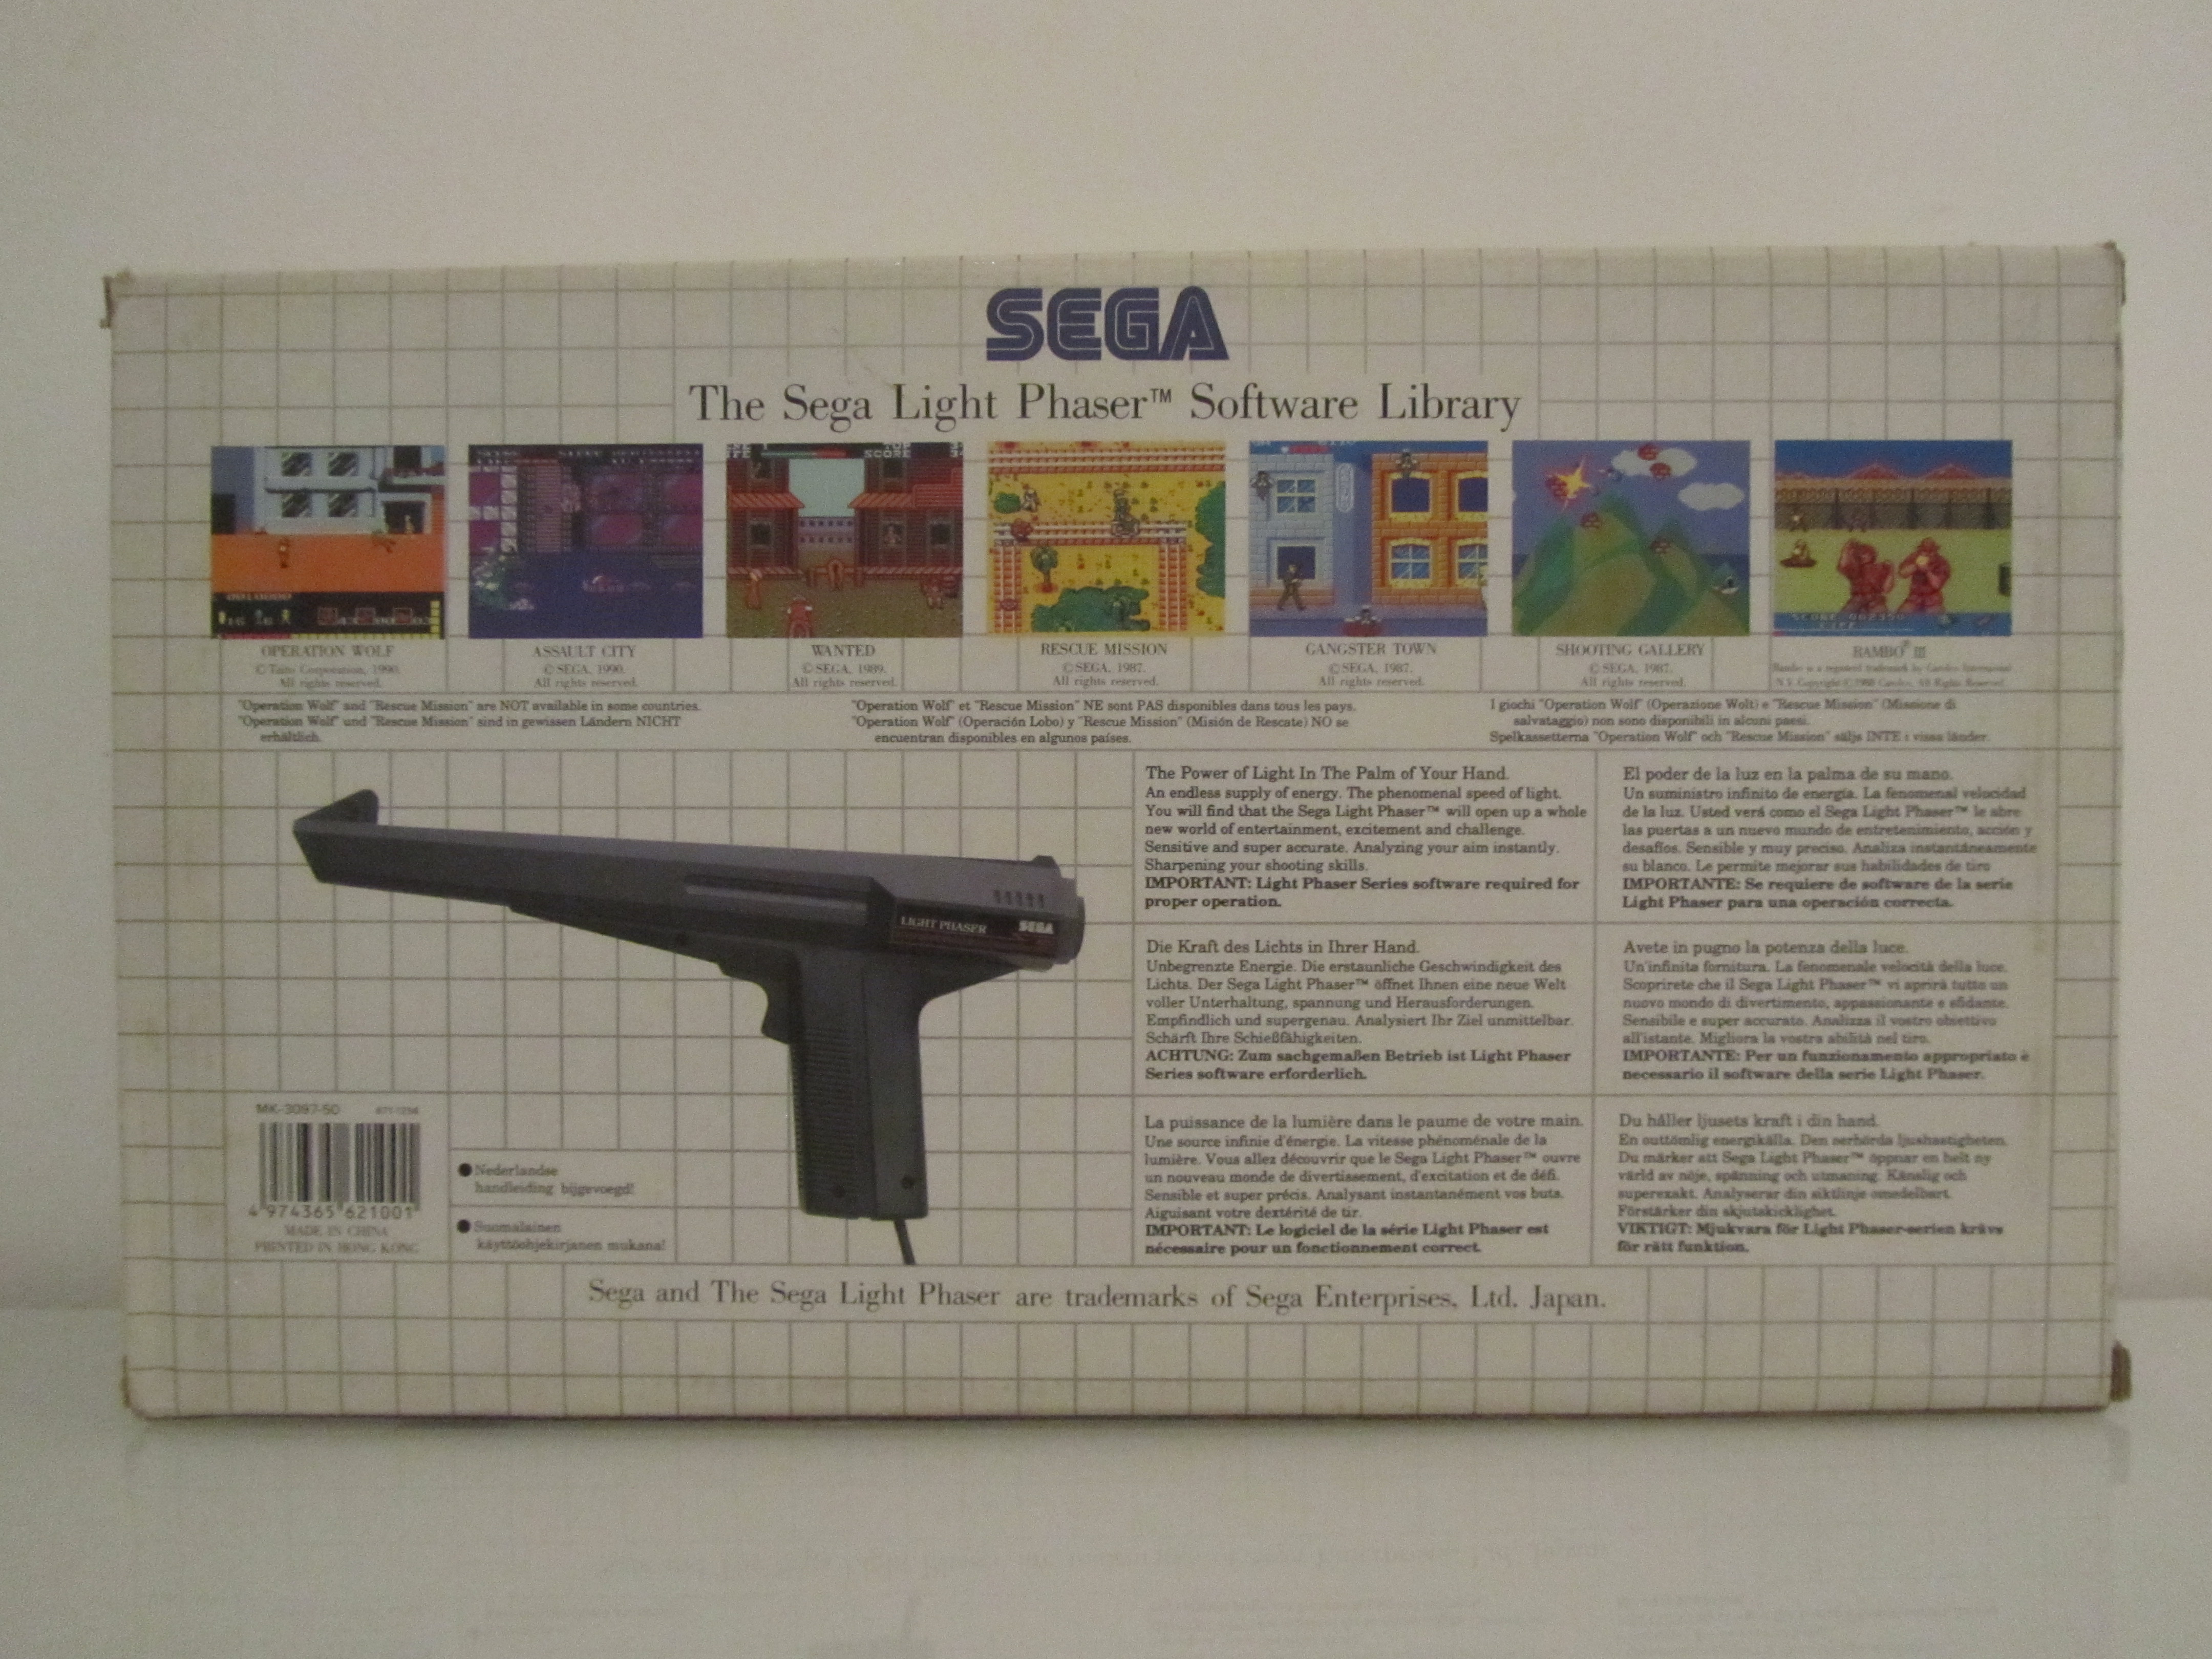 SEGA
The Sega Light Phaser™ Software Library
TOP
SCORE
OPERATION WOLF
© Taito Corporation, 1990.
All rights reserved.
ASSAULT CITY
© SEGA, 1990.
All rights reserved.
WANTED
© SEGA, 1989.
All rights reserved.
RESCUE MISSION
© SEGA, 1987.
All rights reserved.
GANGSTER TOWN
© SEGA, 1987.
All rights reserved.
SHOOTING GALLERY
© SEGA, 1987.
All rights reserved.
RAMBO® III
Rambo is a registered trademark by Carolco
N.V. Copyright © Carolco. All Rights Reserved.
"Operation Wolf" and "Rescue Mission" are NOT available in some countries.
"Operation Wolf" und "Rescue Mission" sind in gewissen Ländern NICHT
erhältlich.
"Operation Wolf" et "Rescue Mission" NE sont PAS disponibles dans tous les pays.
"Operation Wolf" (Operación Lobo) y "Rescue Mission" (Misión de Rescate) NO se
encuentran disponibles en algunos países.
I giochi "Operation Wolf" (Operazione Wolf) e "Rescue Mission" (Missione di
salvataggio) non sono disponibili in alcuni paesi.
Spelkassetterna "Operation Wolf" och "Rescue Mission" säljs INTE i vissa länder.
LIGHT PHASER SEGA
The Power of Light In The Palm of Your Hand.
An endless supply of energy. The phenomenal speed of light.
You will find that the Sega Light Phaser™ will open up a whole
new world of entertainment, excitement and challenge.
Sensitive and super accurate. Analyzing your aim instantly.
Sharpening your shooting skills.
IMPORTANT: Light Phaser Series software required for
proper operation.
El poder de la luz en la palma de su mano.
Un suministro infinito de energía. La fenomenal velocidad
de la luz. Usted verá como el Sega Light Phaser™ le abre
las puertas a un nuevo mundo de entretenimiento, acción y
desafíos. Sensible y muy preciso. Analiza instantáneamente
su blanco. Le permite mejorar sus habilidades de tiro
IMPORTANTE: Se requiere de software de la serie
Light Phaser para una operación correcta.
Die Kraft des Lichts in Ihrer Hand.
Unbegrenzte Energie. Die erstaunliche Geschwindigkeit des
Lichts. Der Sega Light Phaser™ öffnet Ihnen eine neue Welt
voller Unterhaltung, spannung und Herausforderungen.
Empfindlich und supergenau. Analysiert Ihr Ziel unmittelbar.
Schärft Ihre Schießfähigkeiten.
ACHTUNG: Zum sachgemaßen Betrieb ist Light Phaser
Series software erforderlich.
Avete in pugno la potenza della luce.
Un'infinita fornitura. La fenomenale velocità della luce.
Scoprirete che il Sega Light Phaser™ vi aprirà tutto un
nuovo mondo di divertimento, appassionante e sfidante.
Sensibile e super accurato. Analizza il vostro obiettivo
all'istante. Migliora la vostra abilità nel tiro.
IMPORTANTE: Per un funzionamento appropriato è
necessario il software della serie Light Phaser.
La puissance de la lumière dans le paume de votre main.
Une source infinie d'énergie. La vitesse phénoménale de la
lumière. Vous allez découvrir que le Sega Light Phaser™ ouvre
un nouveau monde de divertissement, d'excitation et de défi.
Sensible et super précis. Analysant instantanément vos buts.
Aiguisant votre dextérité de tir.
IMPORTANT: Le logiciel de la série Light Phaser est
nécessaire pour un fonctionnement correct.
Du håller ljusets kraft i din hand.
En outtömlig energikälla. Den oerhörda ljushastigheten.
Du märker att Sega Light Phaser™ öppnar en helt ny
värld av nöje, spänning och utmaning. Känslig och
superexakt. Analyserar din siktlinje omedelbart.
Förstärker din skjutskicklighet.
VIKTIGT: Mjukvara för Light Phaser-serien krävs
för rätt funktion.
MK-3097-50
4 974365 621001
MADE IN CHINA
PRINTED IN HONG KONG
● Nederlandse
handleiding bijgevoegd!
● Suomalainen
käyttöohjekirjanen mukana!
Sega and The Sega Light Phaser are trademarks of Sega Enterprises, Ltd. Japan.